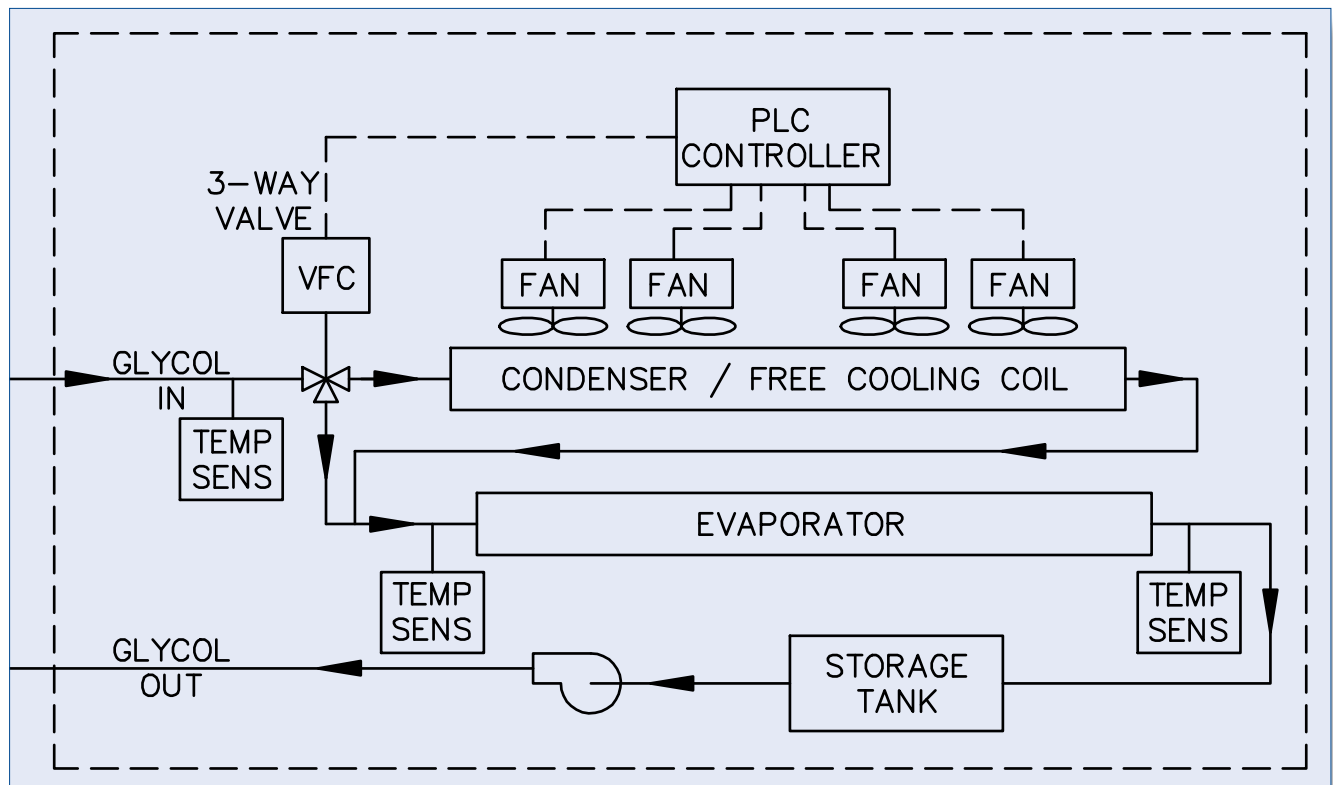 PLC
CONTROLLER
3-WAY
VALVE
VFC
FAN
FAN
FAN
FAN
GLYCOL
IN
CONDENSER / FREE COOLING COIL
TEMP
SENS
EVAPORATOR
TEMP
SENS
TEMP
SENS
GLYCOL
OUT
STORAGE
TANK